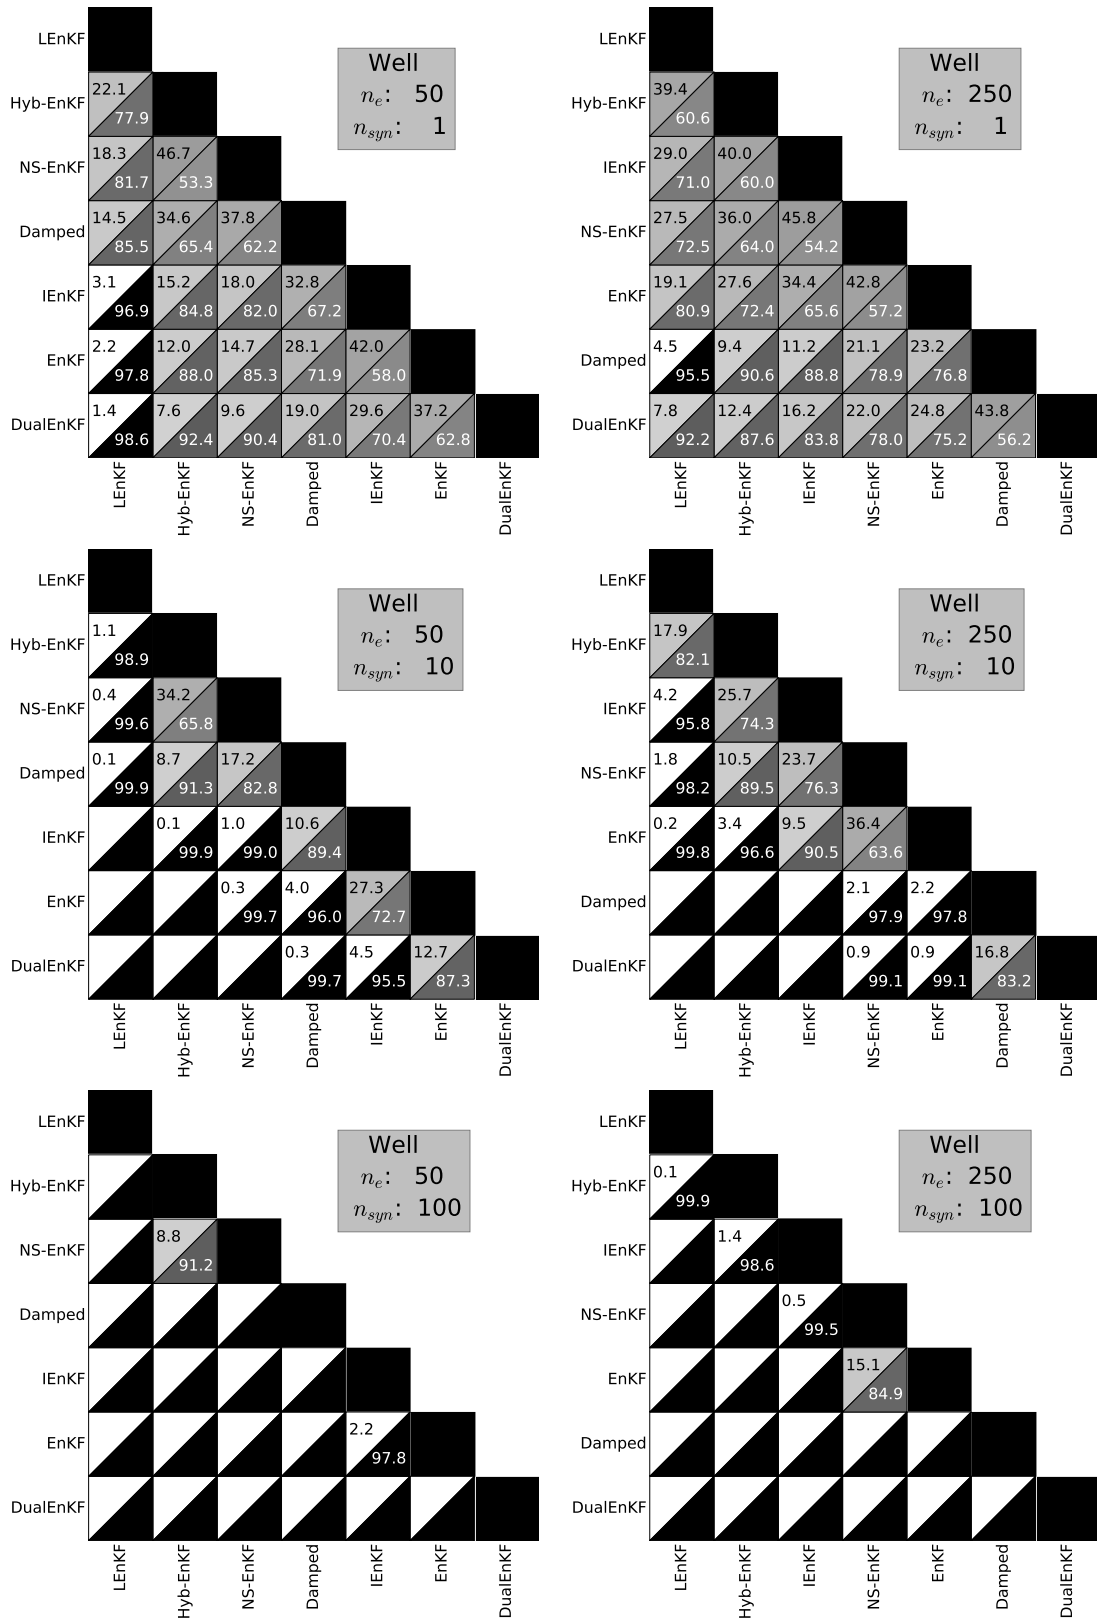 LEnKF
Hyb-EnKF
22.1
77.9
NS-EnKF
18.3
81.7
46.7
53.3
Damped
14.5
85.5
34.6
65.4
37.8
62.2
IEnKF
3.1
96.9
15.2
84.8
18.0
82.0
32.8
67.2
EnKF
2.2
97.8
12.0
88.0
14.7
85.3
28.1
71.9
42.0
58.0
DualEnKF
1.4
98.6
7.6
92.4
9.6
90.4
19.0
81.0
29.6
70.4
37.2
62.8
LEnKF
Hyb-EnKF
NS-EnKF
Damped
IEnKF
EnKF
DualEnKF
Well
n_e: 50
n_syn: 1
LEnKF
Hyb-EnKF
39.4
60.6
IEnKF
29.0
71.0
40.0
60.0
NS-EnKF
27.5
72.5
36.0
64.0
45.8
54.2
EnKF
19.1
80.9
27.6
72.4
34.4
65.6
42.8
57.2
Damped
4.5
95.5
9.4
90.6
11.2
88.8
21.1
78.9
23.2
76.8
DualEnKF
7.8
92.2
12.4
87.6
16.2
83.8
22.0
78.0
24.8
75.2
43.8
56.2
LEnKF
Hyb-EnKF
IEnKF
NS-EnKF
EnKF
Damped
DualEnKF
Well
n_e: 250
n_syn: 1
LEnKF
Hyb-EnKF
1.1
98.9
NS-EnKF
0.4
99.6
34.2
65.8
Damped
0.1
99.9
8.7
91.3
17.2
82.8
IEnKF
0.1
99.9
1.0
99.0
10.6
89.4
EnKF
0.3
99.7
4.0
96.0
27.3
72.7
DualEnKF
0.3
99.7
4.5
95.5
12.7
87.3
LEnKF
Hyb-EnKF
NS-EnKF
Damped
IEnKF
EnKF
DualEnKF
Well
n_e: 50
n_syn: 10
LEnKF
Hyb-EnKF
17.9
82.1
IEnKF
4.2
95.8
25.7
74.3
NS-EnKF
1.8
98.2
10.5
89.5
23.7
76.3
EnKF
0.2
99.8
3.4
96.6
9.5
90.5
36.4
63.6
Damped
2.1
97.9
2.2
97.8
DualEnKF
0.9
99.1
0.9
99.1
16.8
83.2
LEnKF
Hyb-EnKF
IEnKF
NS-EnKF
EnKF
Damped
DualEnKF
Well
n_e: 250
n_syn: 10
LEnKF
Hyb-EnKF
NS-EnKF
8.8
91.2
Damped
IEnKF
EnKF
2.2
97.8
DualEnKF
LEnKF
Hyb-EnKF
NS-EnKF
Damped
IEnKF
EnKF
DualEnKF
Well
n_e: 50
n_syn: 100
LEnKF
Hyb-EnKF
0.1
99.9
IEnKF
1.4
98.6
NS-EnKF
0.5
99.5
EnKF
15.1
84.9
Damped
DualEnKF
LEnKF
Hyb-EnKF
IEnKF
NS-EnKF
EnKF
Damped
DualEnKF
Well
n_e: 250
n_syn: 100